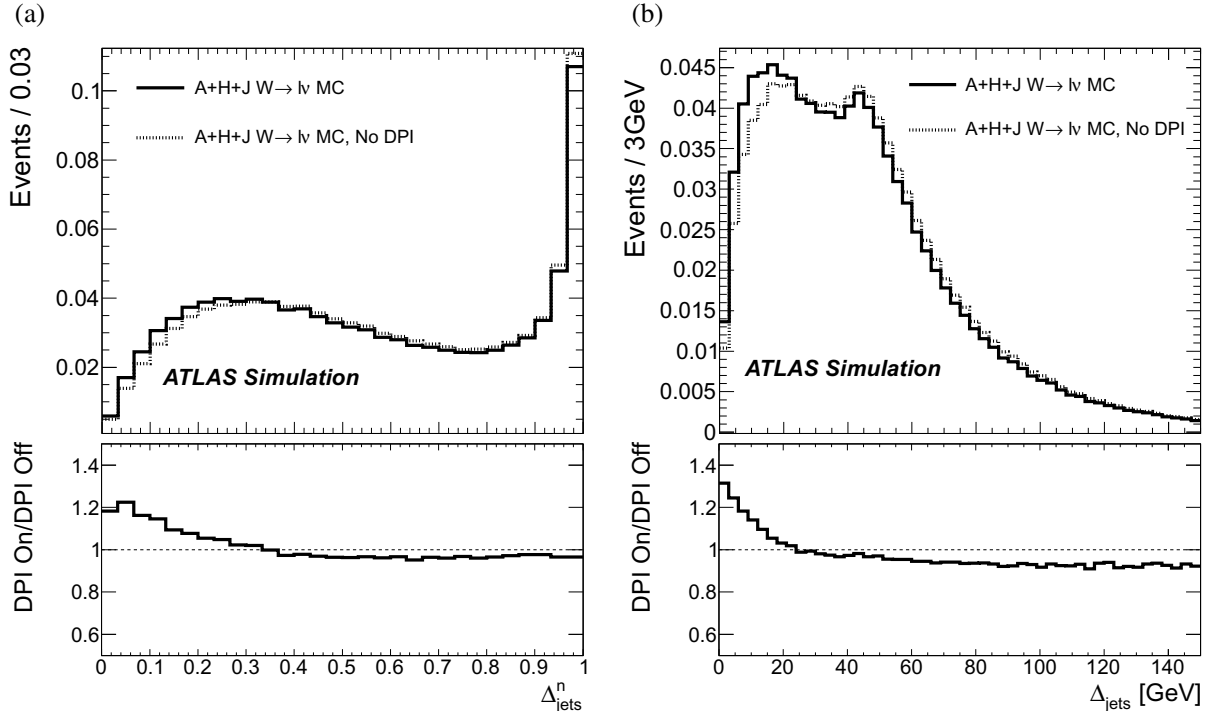 (a)
Events / 0.03
0.1
0.08
0.06
0.04
0.02
A+H+J W→ lν MC
A+H+J W→ lν MC, No DPI
ATLAS Simulation
DPI On/DPI Off
1.4
1.2
1
0.8
0.6
0 0.1 0.2 0.3 0.4 0.5 0.6 0.7 0.8 0.9 1
Δⁿjets
(b)
Events / 3GeV
0.045
0.04
0.035
0.03
0.025
0.02
0.015
0.01
0.005
0
A+H+J W→ lν MC
A+H+J W→ lν MC, No DPI
ATLAS Simulation
DPI On/DPI Off
1.4
1.2
1
0.8
0.6
0 20 40 60 80 100 120 140
Δjets [GeV]